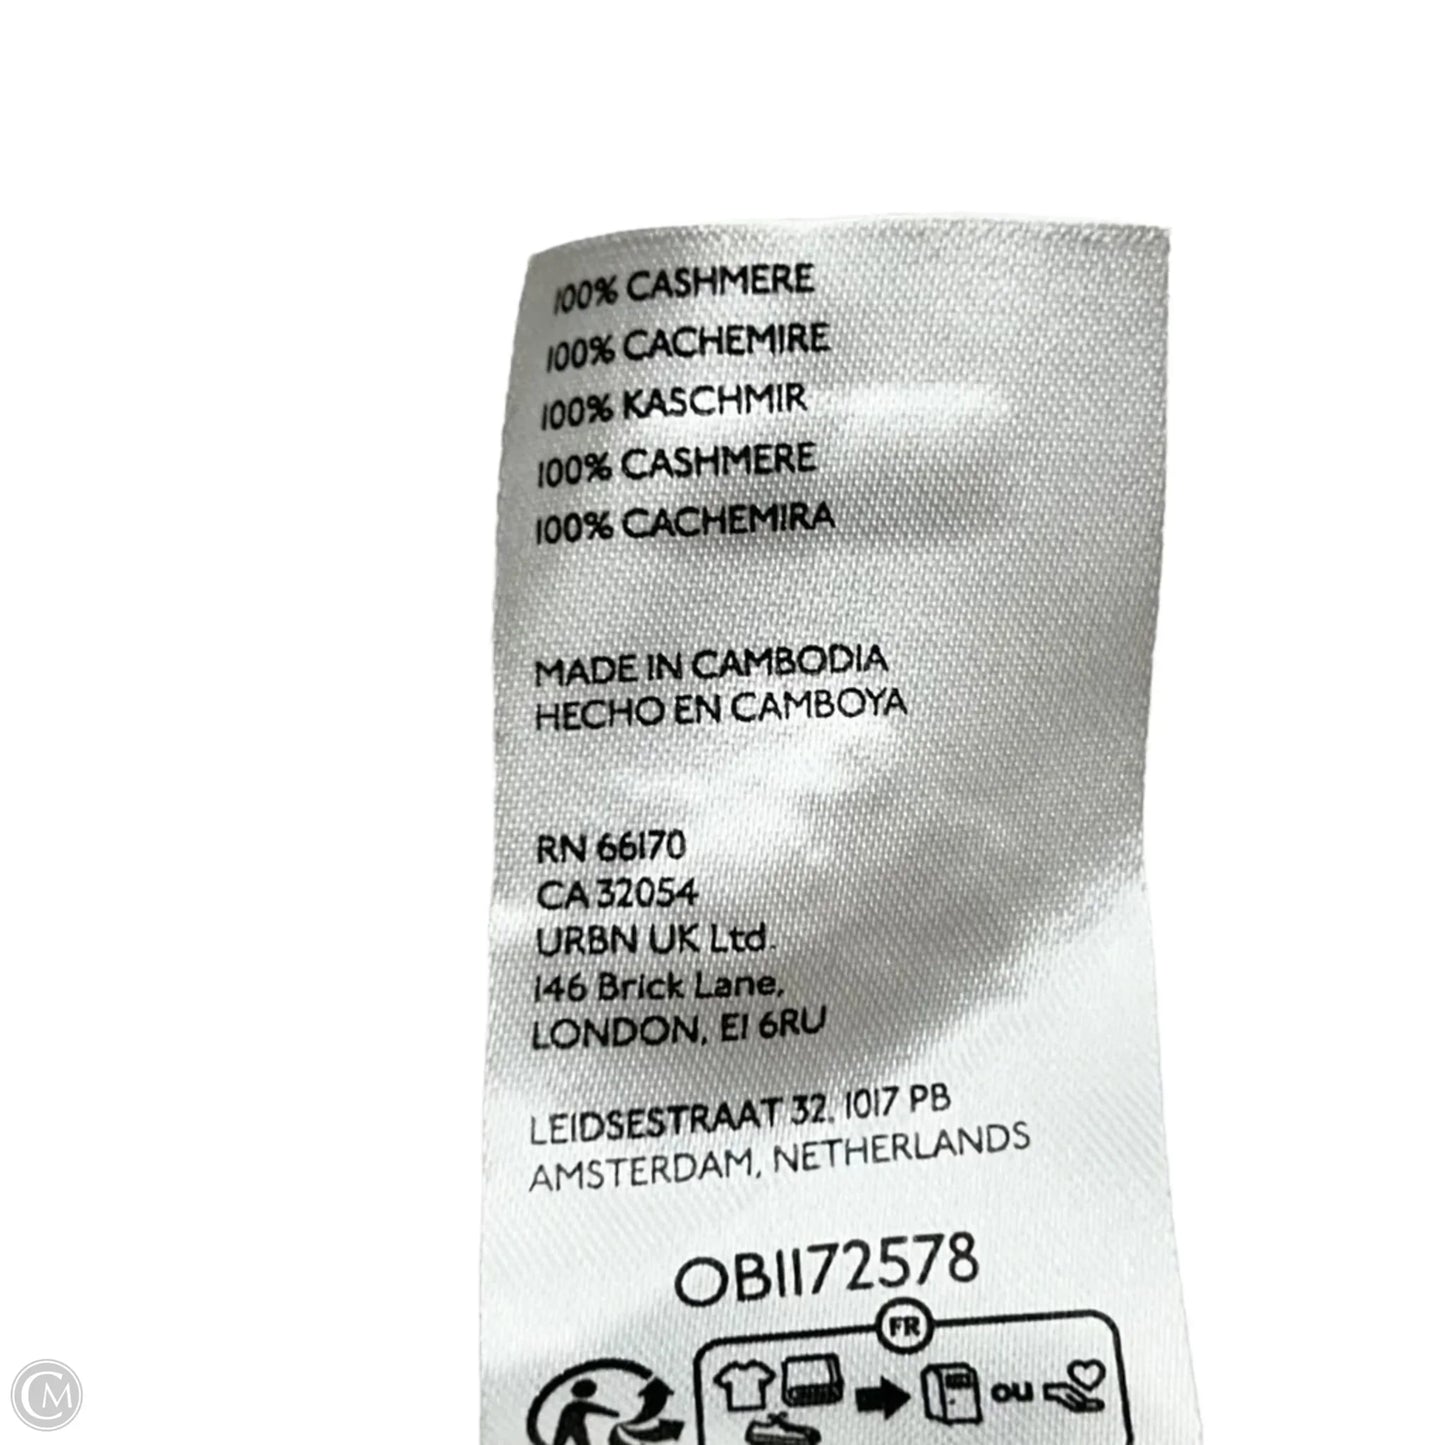 100% CASHMERE
100% CACHEMIRE
100% KASCHMIR
100% CASHMERE
100% CACHEMIRA
MADE IN CAMBODIA
HECHO EN CAMBOYA
RN 66170
CA 32054
URBN UK Ltd.
146 Brick Lane,
LONDON, E1 6RU
LEIDSESTRAAT 32, 1017 PB
AMSTERDAM, NETHERLANDS
OB1172578
FR
ou
CM